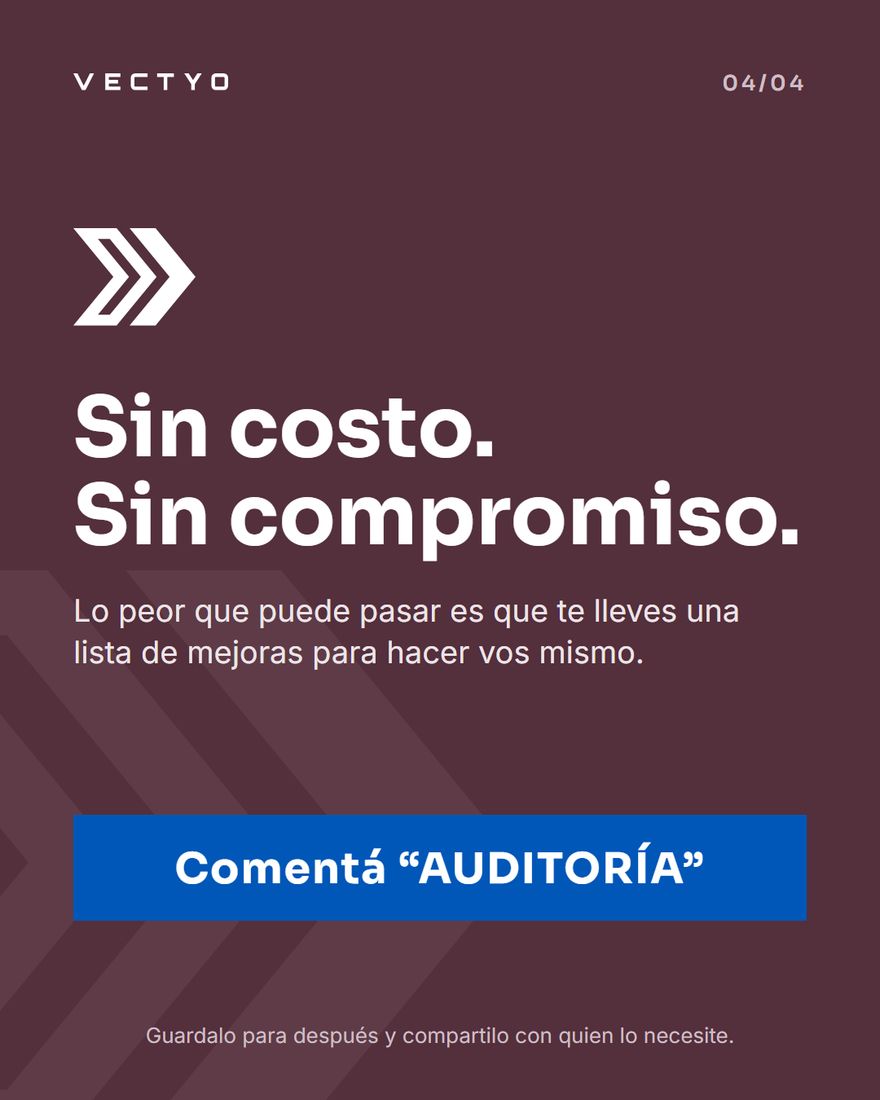 VECTYO
04/04
Sin costo.
Sin compromiso.
Lo peor que puede pasar es que te lleves una
lista de mejoras para hacer vos mismo.
Comentá “AUDITORÍA”
Guardalo para después y compartilo con quien lo necesite.